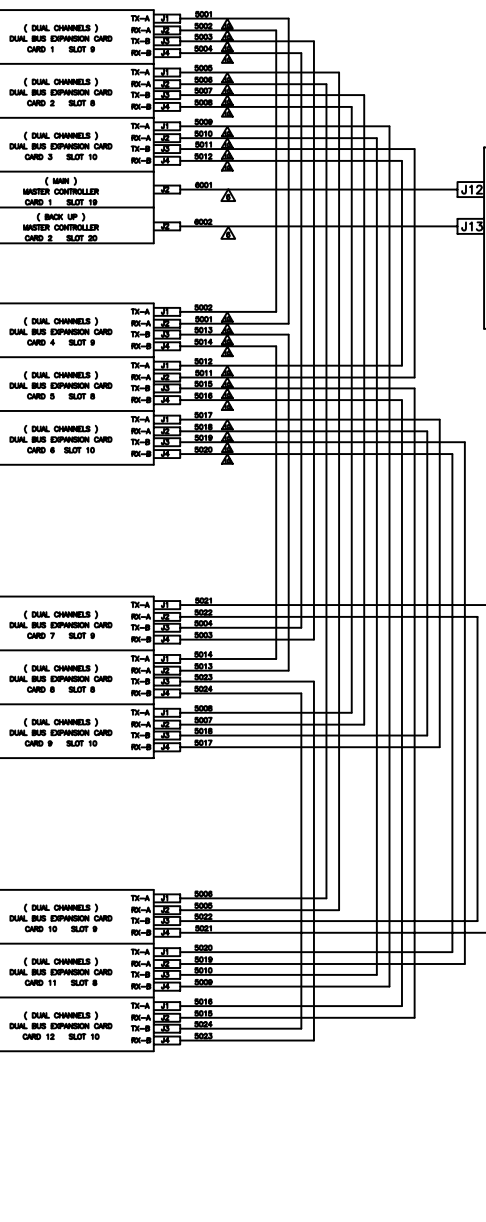 ( DUAL CHANNELS )
DUAL BUS EXPANSION CARD
CARD 1 SLOT 9
TX-A J1 5001
RX-A J2 5002
TX-B J3 5003
RX-B J4 5004
( DUAL CHANNELS )
DUAL BUS EXPANSION CARD
CARD 2 SLOT 8
TX-A J1 5005
RX-A J2 5006
TX-B J3 5007
RX-B J4 5008
( DUAL CHANNELS )
DUAL BUS EXPANSION CARD
CARD 3 SLOT 10
TX-A J1 5009
RX-A J2 5010
TX-B J3 5011
RX-B J4 5012
( MAIN )
MASTER CONTROLLER
CARD 1 SLOT 19
J2 6001
J12
( BACK UP )
MASTER CONTROLLER
CARD 2 SLOT 20
J2 6002
J13
( DUAL CHANNELS )
DUAL BUS EXPANSION CARD
CARD 4 SLOT 9
TX-A J1 5002
RX-A J2 5001
TX-B J3 5013
RX-B J4 5014
( DUAL CHANNELS )
DUAL BUS EXPANSION CARD
CARD 5 SLOT 8
TX-A J1 5012
RX-A J2 5011
TX-B J3 5015
RX-B J4 5016
( DUAL CHANNELS )
DUAL BUS EXPANSION CARD
CARD 6 SLOT 10
TX-A J1 5017
RX-A J2 5018
TX-B J3 5019
RX-B J4 5020
( DUAL CHANNELS )
DUAL BUS EXPANSION CARD
CARD 7 SLOT 9
TX-A J1 5021
RX-A J2 5022
TX-B J3 5004
RX-B J4 5003
( DUAL CHANNELS )
DUAL BUS EXPANSION CARD
CARD 8 SLOT 8
TX-A J1 5014
RX-A J2 5013
TX-B J3 5023
RX-B J4 5024
( DUAL CHANNELS )
DUAL BUS EXPANSION CARD
CARD 9 SLOT 10
TX-A J1 5008
RX-A J2 5007
TX-B J3 5018
RX-B J4 5017
( DUAL CHANNELS )
DUAL BUS EXPANSION CARD
CARD 10 SLOT 9
TX-A J1 5006
RX-A J2 5005
TX-B J3 5022
RX-B J4 5021
( DUAL CHANNELS )
DUAL BUS EXPANSION CARD
CARD 11 SLOT 8
TX-A J1 5020
RX-A J2 5019
TX-B J3 5010
RX-B J4 5009
( DUAL CHANNELS )
DUAL BUS EXPANSION CARD
CARD 12 SLOT 10
TX-A J1 5016
RX-A J2 5015
TX-B J3 5024
RX-B J4 5023